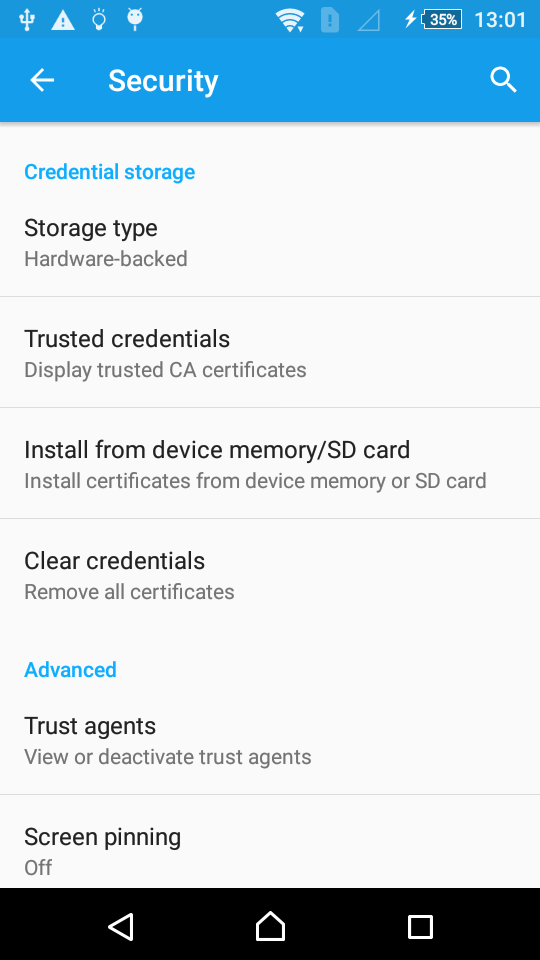 35% 13:01
Security
Credential storage
Storage type
Hardware-backed
Trusted credentials
Display trusted CA certificates
Install from device memory/SD card
Install certificates from device memory or SD card
Clear credentials
Remove all certificates
Advanced
Trust agents
View or deactivate trust agents
Screen pinning
Off